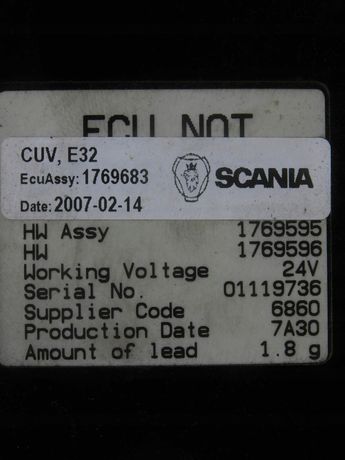 ECU NOT
CUV, E32
EcuAssy: 1769683
SCANIA
Date: 2007-02-14
HW Assy 1769595
HW 1769596
Working Voltage 24V
Serial No. 01119736
Supplier Code 6860
Production Date 7A30
Amount of lead 1.8 g